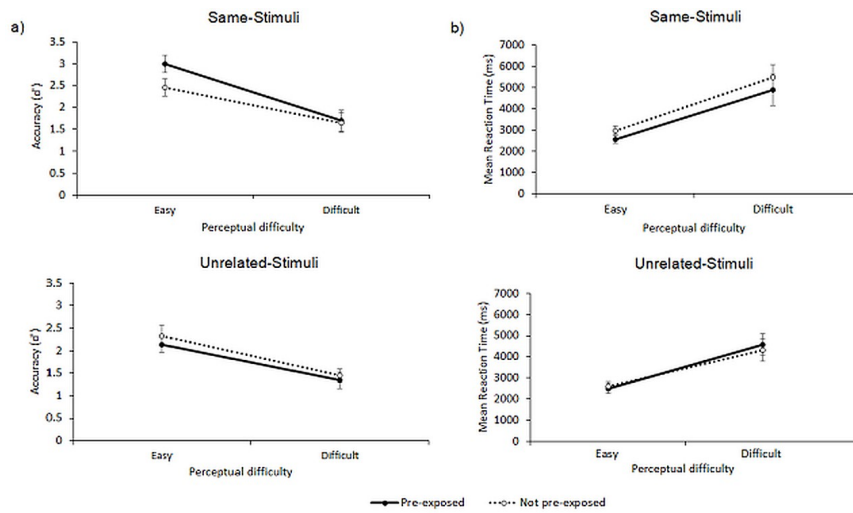 a)
Same-Stimuli
3.5
3
2.5
2
1.5
1
0.5
0
Accuracy (d')
Easy
Difficult
Perceptual difficulty
b)
Same-Stimuli
7000
6000
5000
4000
3000
2000
1000
0
Mean Reaction Time (ms)
Easy
Difficult
Perceptual difficulty
Unrelated-Stimuli
3.5
3
2.5
2
1.5
1
0.5
0
Accuracy (d')
Easy
Difficult
Perceptual difficulty
Unrelated-Stimuli
7000
6000
5000
4000
3000
2000
1000
0
Mean Reaction Time (ms)
Easy
Difficult
Perceptual difficulty
Pre-exposed
Not pre-exposed